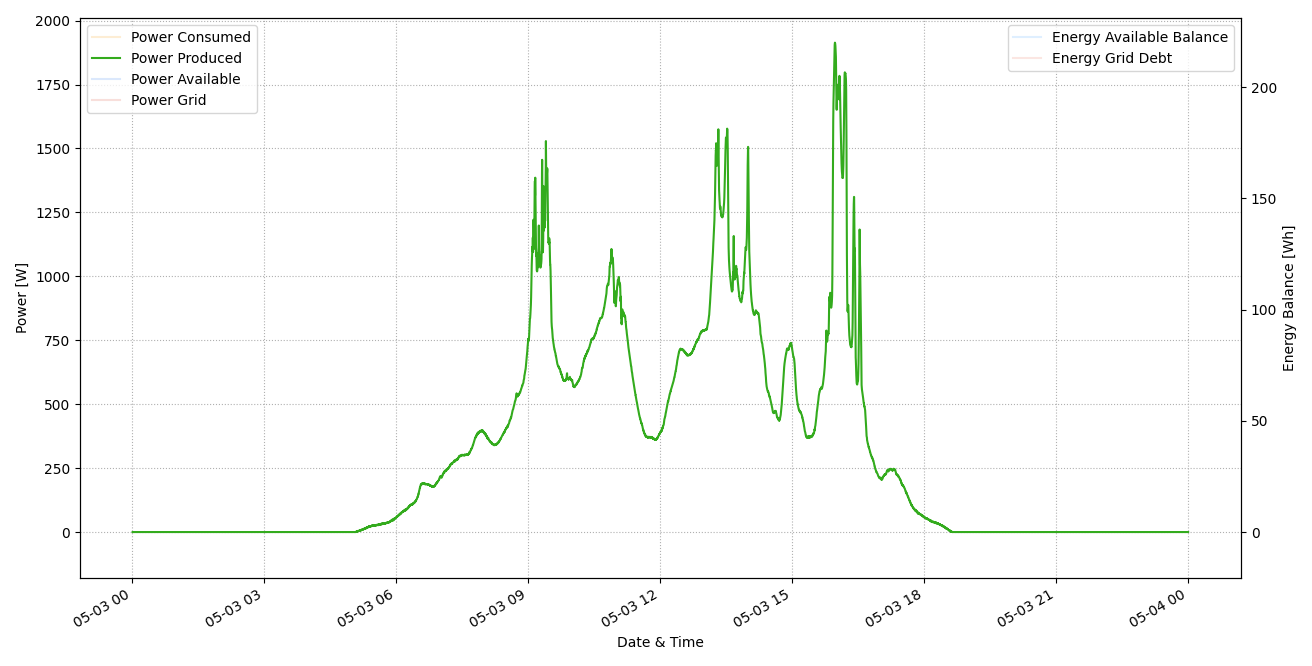 Power Consumed
Power Produced
Power Available
Power Grid
Energy Available Balance
Energy Grid Debt
2000
1750
1500
1250
1000
750
500
250
0
Power [W]
200
150
100
50
0
Energy Balance [Wh]
05-03 00
05-03 03
05-03 06
05-03 09
05-03 12
05-03 15
05-03 18
05-03 21
05-04 00
Date & Time